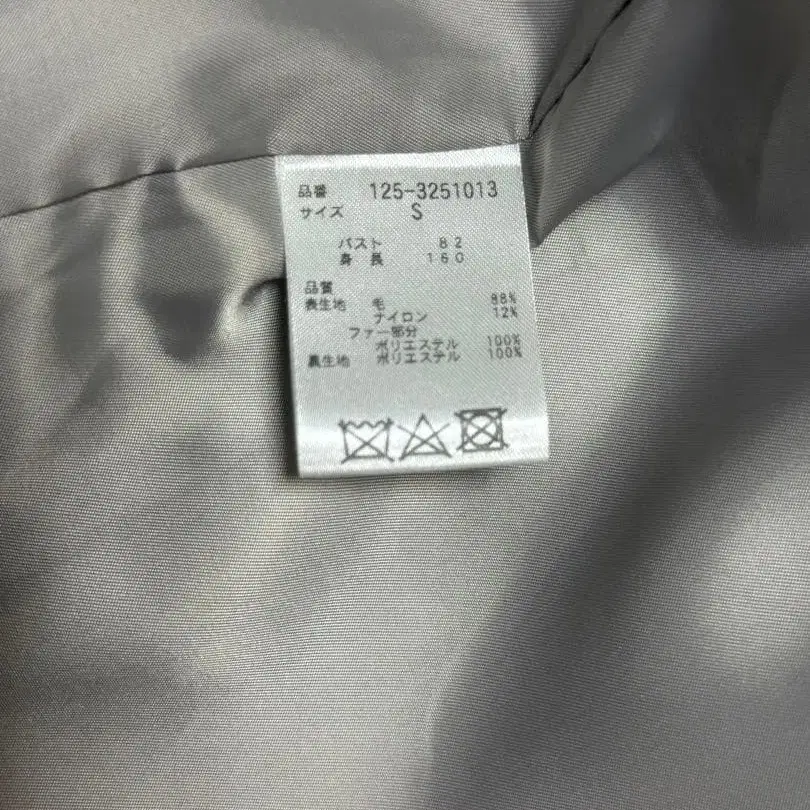 品番 125-3251013
サイズ S
バスト 82
身長 160
品質
表生地 毛 88%
ナイロン 12%
ファー部分
ポリエステル 100%
裏生地 ポリエステル 100%